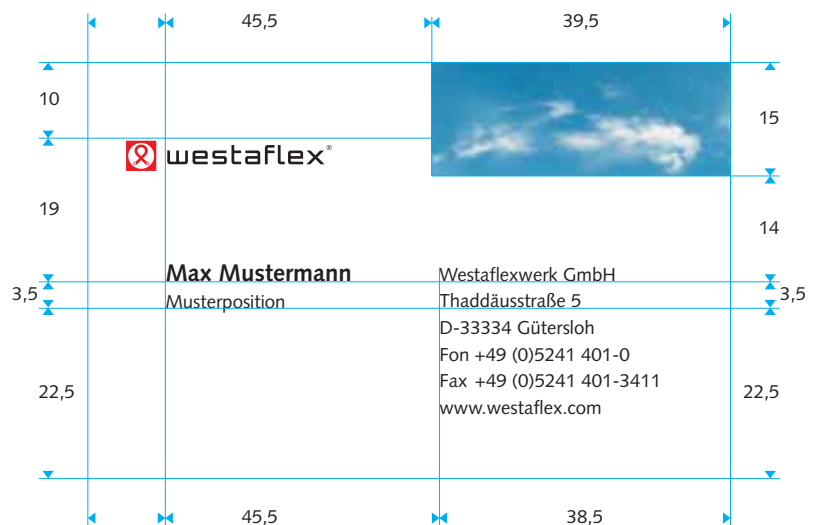 45,5 39,5
10
15
westaflex®
19
14
Max Mustermann
Westaflexwerk GmbH
3,5
3,5
Musterposition
Thaddäusstraße 5
D-33334 Gütersloh
Fon +49 (0)5241 401-0
Fax +49 (0)5241 401-3411
22,5
22,5
www.westaflex.com
45,5 38,5